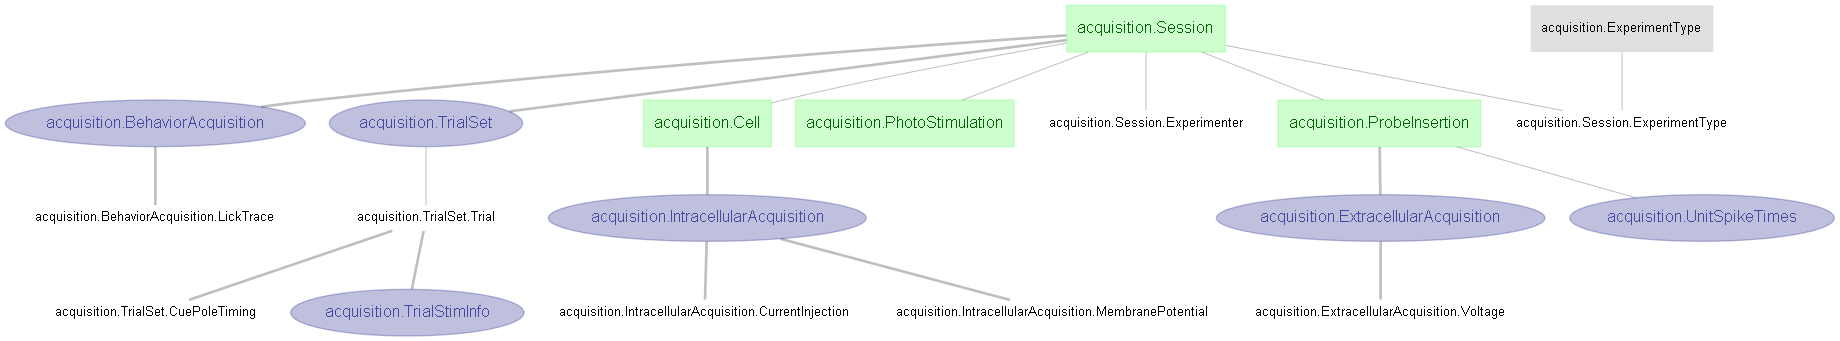 acquisition.Session
acquisition.ExperimentType
acquisition.BehaviorAcquisition
acquisition.TrialSet
acquisition.Cell
acquisition.PhotoStimulation
acquisition.Session.Experimenter
acquisition.ProbeInsertion
acquisition.Session.ExperimentType
acquisition.BehaviorAcquisition.LickTrace
acquisition.TrialSet.Trial
acquisition.IntracellularAcquisition
acquisition.ExtracellularAcquisition
acquisition.UnitSpikeTimes
acquisition.TrialSet.CuePoleTiming
acquisition.TrialStimInfo
acquisition.IntracellularAcquisition.CurrentInjection
acquisition.IntracellularAcquisition.MembranePotential
acquisition.ExtracellularAcquisition.Voltage